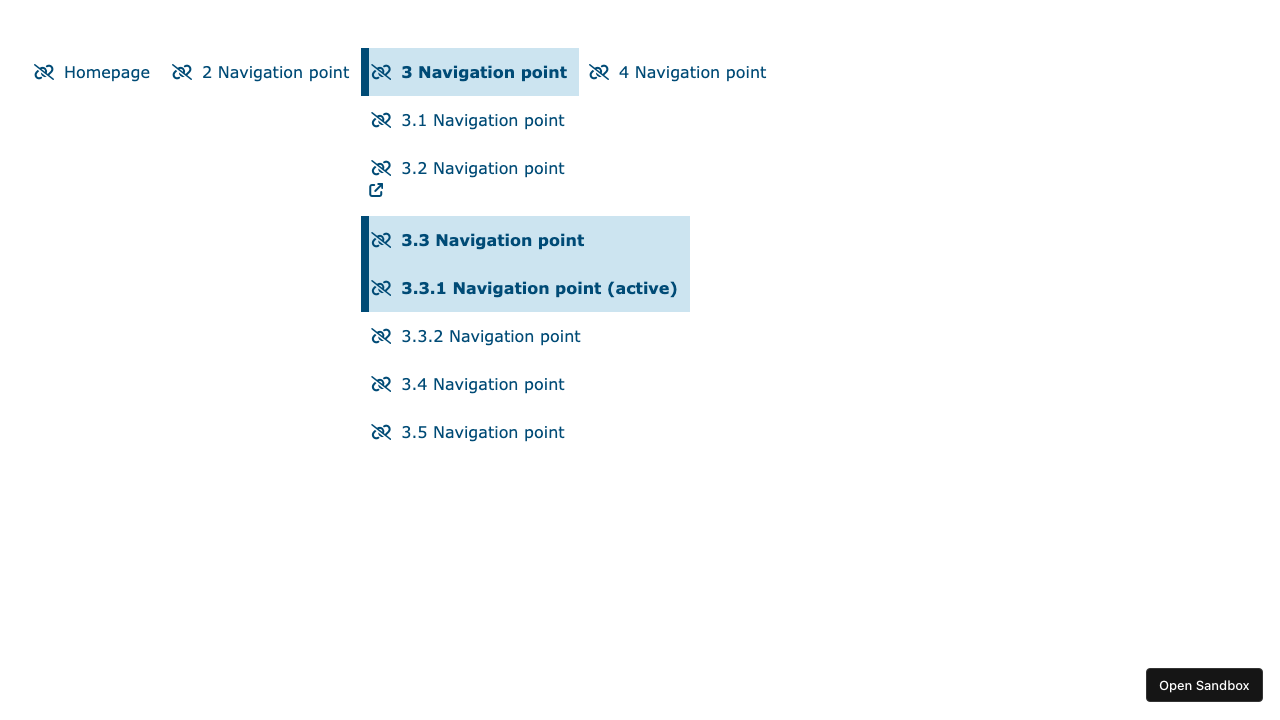 Homepage 2 Navigation point 3 Navigation point 4 Navigation point
3.1 Navigation point
3.2 Navigation point
3.3 Navigation point
3.3.1 Navigation point (active)
3.3.2 Navigation point
3.4 Navigation point
3.5 Navigation point
Open Sandbox